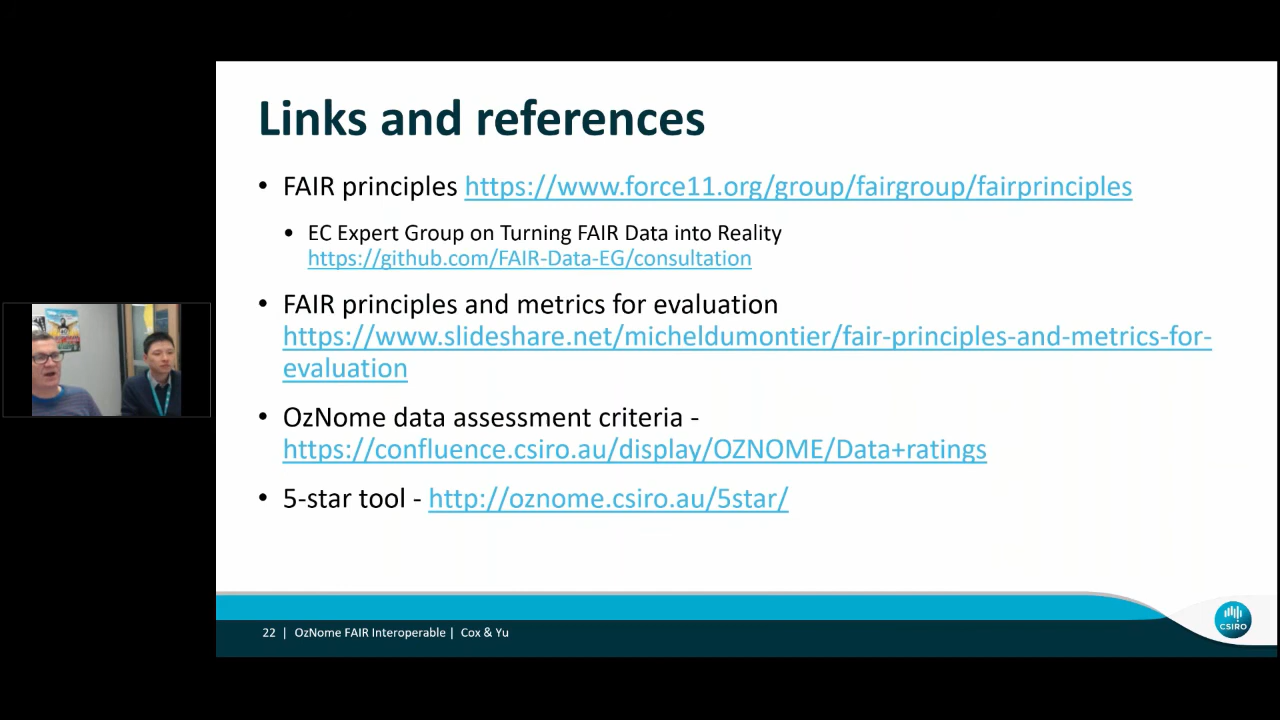 Links and references
• FAIR principles https://www.force11.org/group/fairgroup/fairprinciples
• EC Expert Group on Turning FAIR Data into Reality
https://github.com/FAIR-Data-EG/consultation
• FAIR principles and metrics for evaluation
https://www.slideshare.net/micheldumontier/fair-principles-and-metrics-for-
evaluation
• OzNome data assessment criteria -
https://confluence.csiro.au/display/OZNOME/Data+ratings
• 5-star tool - http://oznome.csiro.au/5star/
22 | OzNome FAIR Interoperable | Cox & Yu
CSIRO